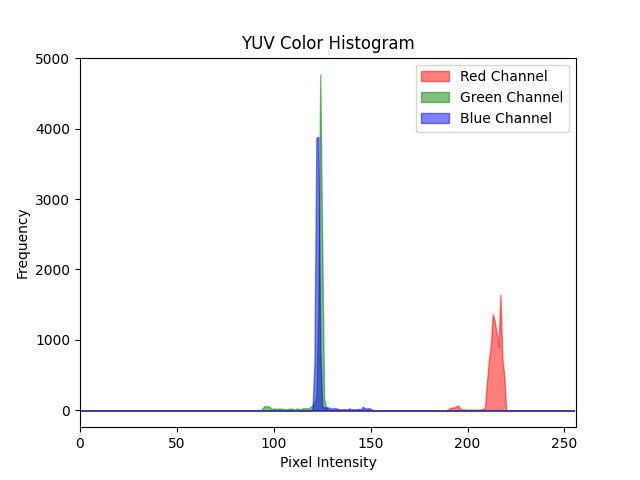 YUV Color Histogram
Red Channel
Green Channel
Blue Channel
Frequency
5000
4000
3000
2000
1000
0
0 50 100 150 200 250
Pixel Intensity